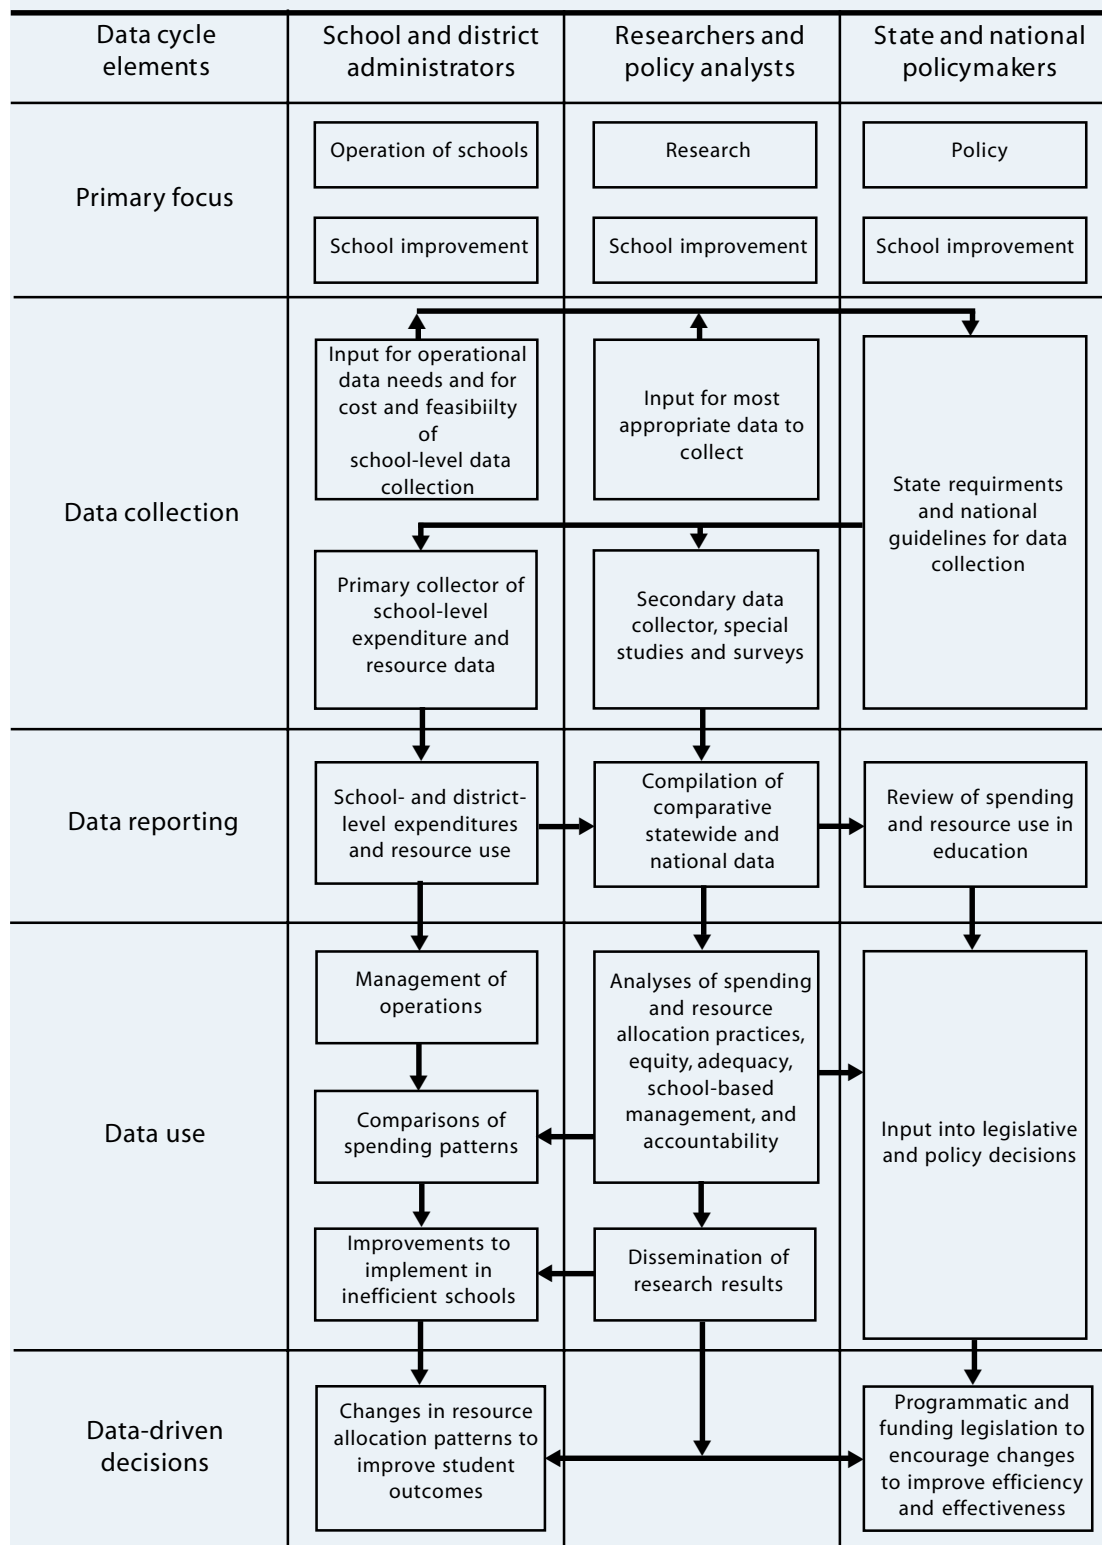 Data cycle
elements
School and district
administrators
Researchers and
policy analysts
State and national
policymakers
Primary focus
Operation of schools
Research
Policy
School improvement
School improvement
School improvement
Data collection
Input for operational
data needs and for
cost and feasibiilty
of
school-level data
collection
Input for most
appropriate data to
collect
State requirments
and national
guidelines for data
collection
Primary collector of
school-level
expenditure and
resource data
Secondary data
collector, special
studies and surveys
Data reporting
School- and district-
level expenditures
and resource use
Compilation of
comparative
statewide and
national data
Review of spending
and resource use in
education
Data use
Management of
operations
Analyses of spending
and resource
allocation practices,
equity, adequacy,
school-based
management, and
accountability
Input into legislative
and policy decisions
Comparisons of
spending patterns
Improvements to
implement in
inefficient schools
Dissemination of
research results
Data-driven
decisions
Changes in resource
allocation patterns to
improve student
outcomes
Programmatic and
funding legislation to
encourage changes
to improve efficiency
and effectiveness